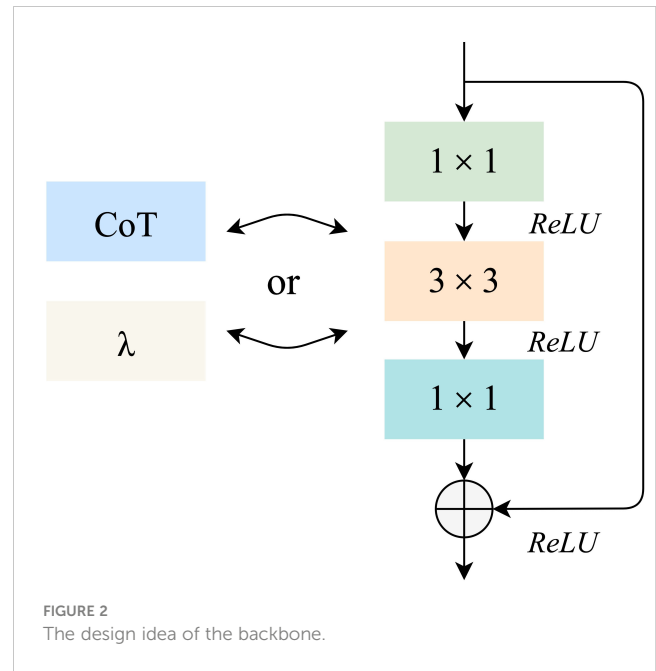 1 × 1
ReLU
CoT
3 × 3
or
ReLU
λ
1 × 1
ReLU
FIGURE 2
The design idea of the backbone.